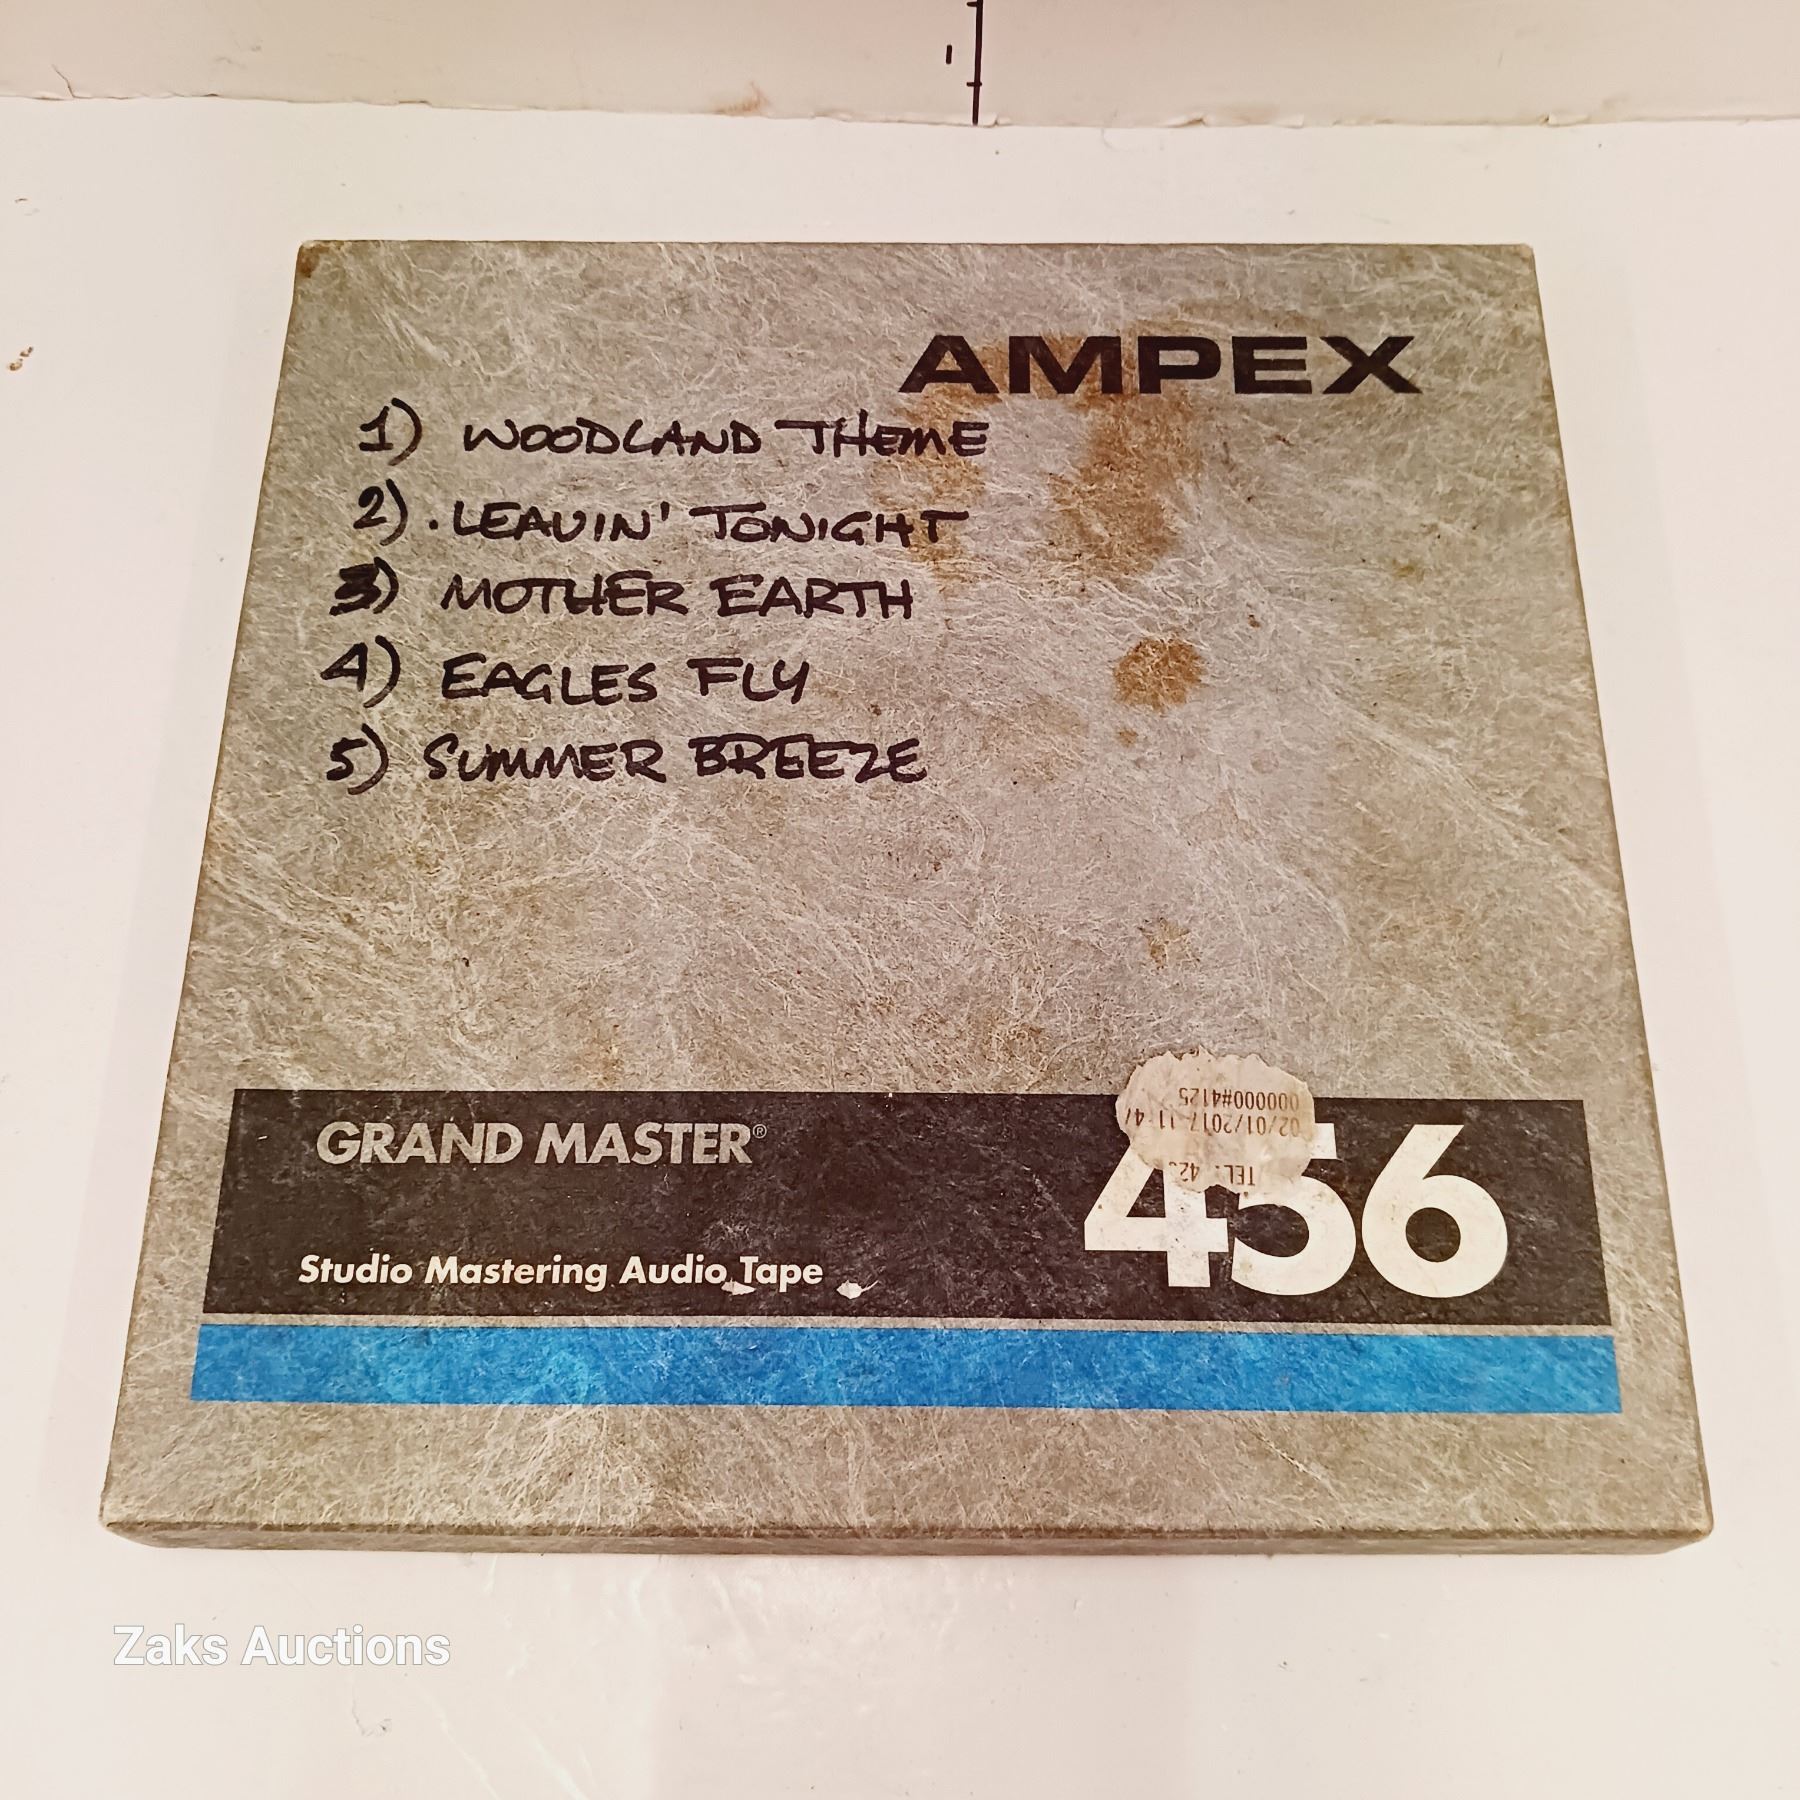 AMPEX
1) WOODLAND THEME
2). LEAVIN' TONIGHT
3) MOTHER EARTH
4) EAGLES FLY
5) SUMMER BREEZE
GRAND MASTER®
456
Studio Mastering Audio Tape
TEL:
02/01/2017
000000#4125
Zaks Auctions